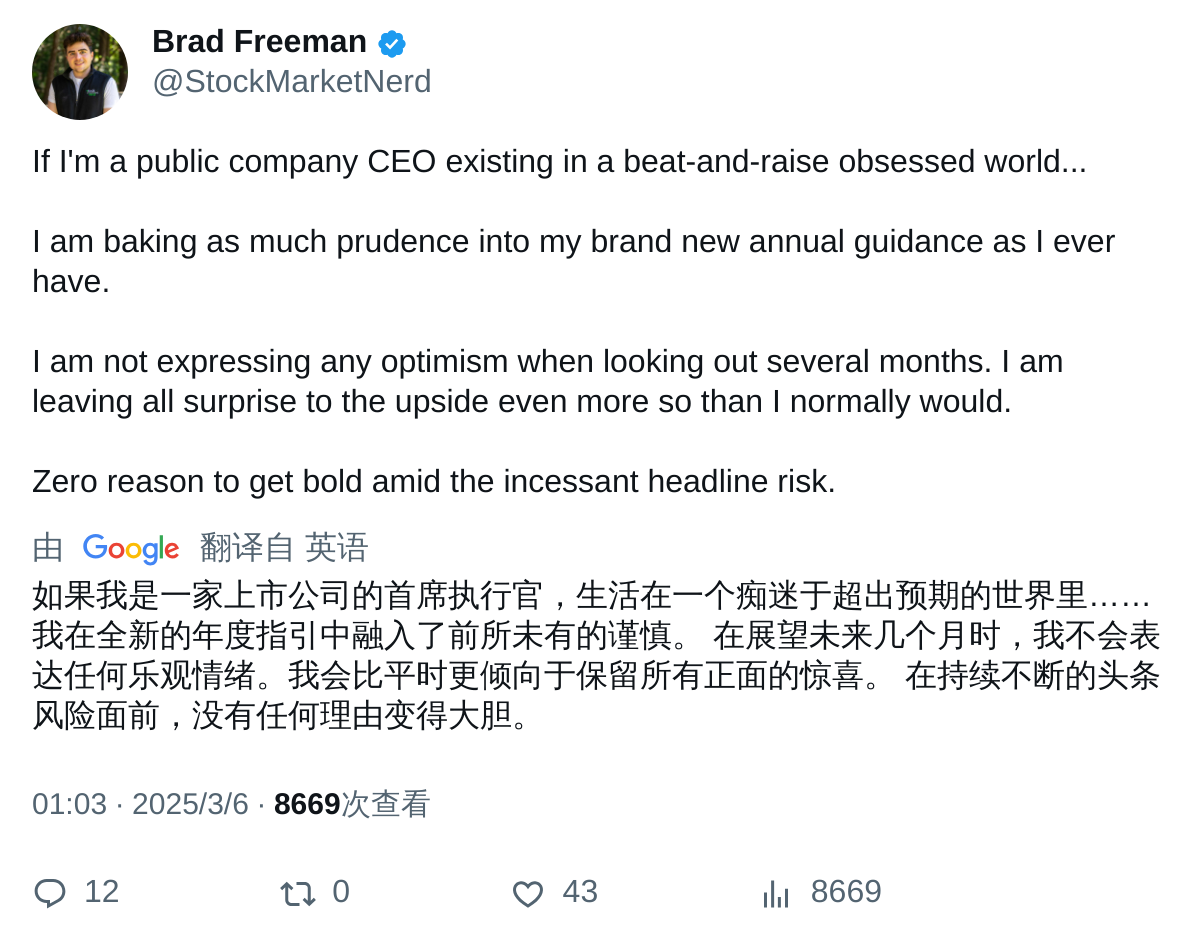 Brad Freeman
@StockMarketNerd
If I'm a public company CEO existing in a beat-and-raise obsessed world...
I am baking as much prudence into my brand new annual guidance as I ever
have.
I am not expressing any optimism when looking out several months. I am
leaving all surprise to the upside even more so than I normally would.
Zero reason to get bold amid the incessant headline risk.
由 Google 翻译自 英语
如果我是一家上市公司的首席执行官，生活在一个痴迷于超出预期的世界里……
我在全新的年度指引中融入了前所未有的谨慎。 在展望未来几个月时，我不会表
达任何乐观情绪。我会比平时更倾向于保留所有正面的惊喜。 在持续不断的头条
风险面前，没有任何理由变得大胆。
01:03 · 2025/3/6 · 8669次查看
12 0 43 8669